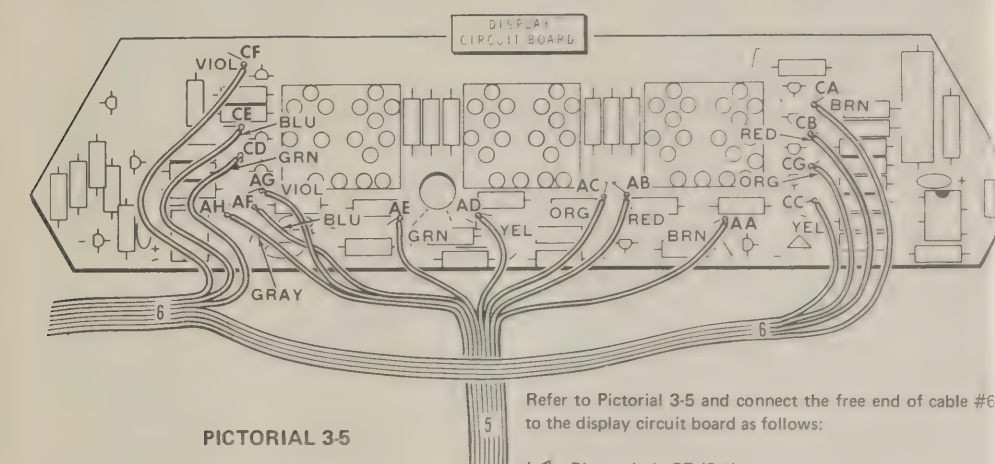 DISPLAY
CIRCUIT BOARD
CF
VIOL
CE
BLU
CD
GRN
AG
VIOL
AH
AF
BLU
GRAY
AE
GRN
AD
YEL
AC
ORG
AB
RED
AA
BRN
CA
BRN
CB
RED
CG
ORG
CC
YEL
6
6
5
PICTORIAL 3-5
Refer to Pictorial 3-5 and connect the free end of cable #6
to the display circuit board as follows: